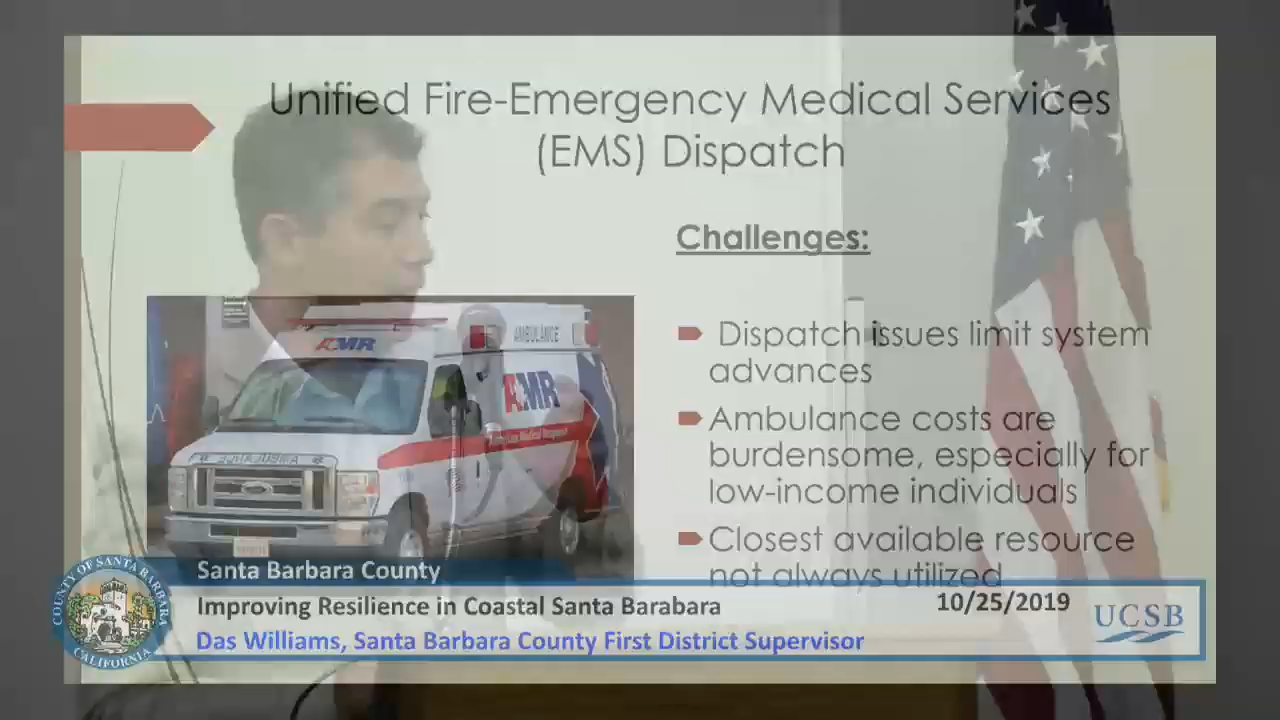 Unified Fire-Emergency Medical Services
(EMS) Dispatch
Challenges:
Dispatch issues limit system
advances
Ambulance costs are
burdensome, especially for
low-income individuals
Closest available resource
not always utilized
AMR
AMBULANCE
AMR
Santa Barbara County
Improving Resilience in Coastal Santa Barabara
10/25/2019
Das Williams, Santa Barbara County First District Supervisor
COUNTY OF SANTA BARBARA
CALIFORNIA
UCSB